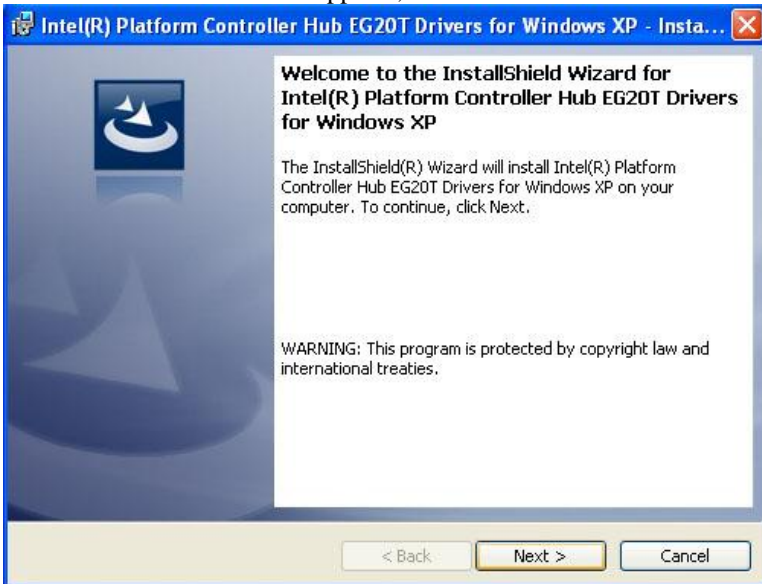 Intel(R) Platform Controller Hub EG20T Drivers for Windows XP - Insta...
Welcome to the InstallShield Wizard for
Intel(R) Platform Controller Hub EG20T Drivers
for Windows XP
The InstallShield(R) Wizard will install Intel(R) Platform
Controller Hub EG20T Drivers for Windows XP on your
computer. To continue, click Next.
WARNING: This program is protected by copyright law and
international treaties.
< Back
Next >
Cancel